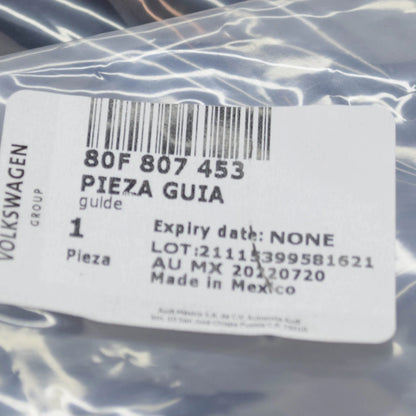 VOLKSWAGEN
GROUP
80F 807 453
PIEZA GUIA
guide
1
Pieza
Expiry date: NONE
LOT:211115399581621
AU MX 20220720
Made in Mexico